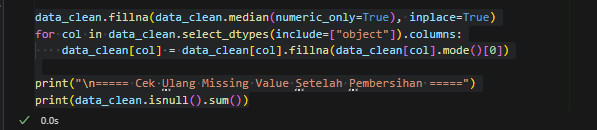 data_clean.fillna(data_clean.median(numeric_only=True), inplace=True)
for col in data_clean.select_dtypes(include=["object"]).columns:
    data_clean[col] = data_clean[col].fillna(data_clean[col].mode()[0])

print("\n===== Cek Ulang Missing Value Setelah Pembersihan =====")
print(data_clean.isnull().sum())
0.0s